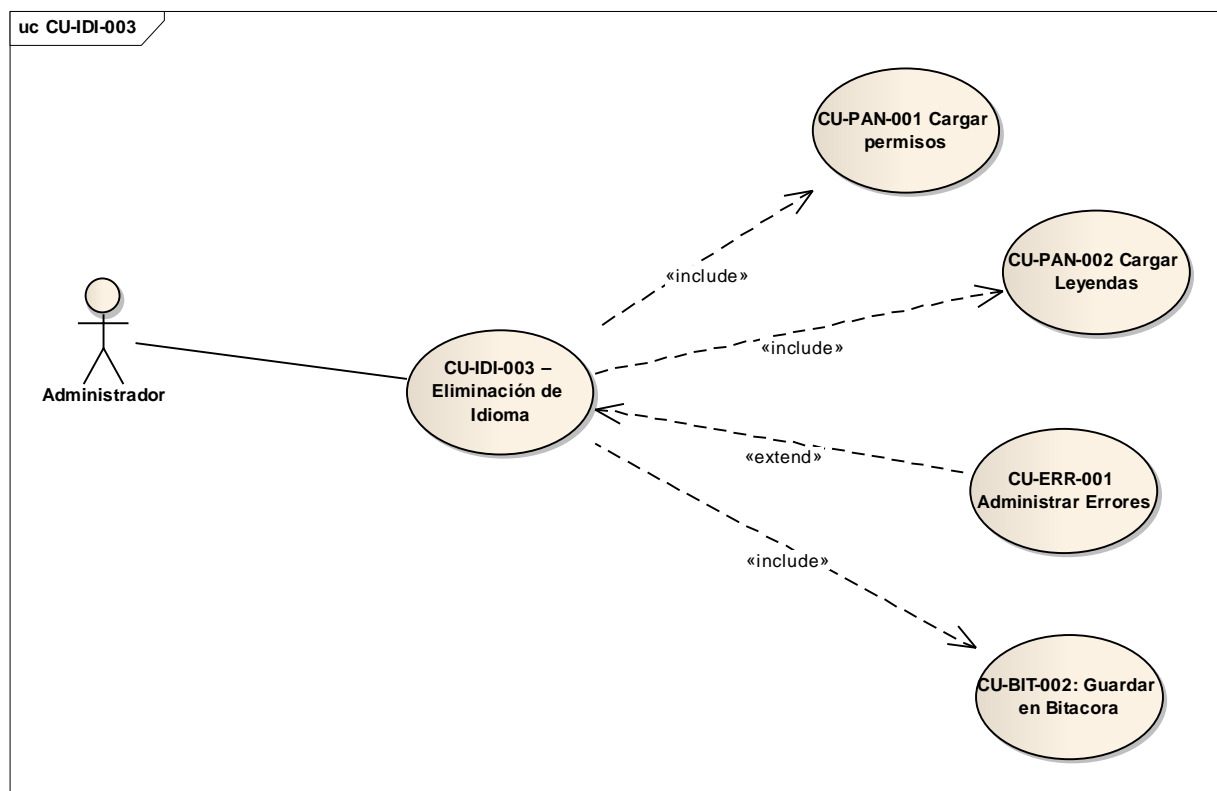 uc CU-IDI-003
CU-PAN-001 Cargar
permisos
CU-PAN-002 Cargar
Leyendas
«include»
«include»
Administrador
CU-IDI-003 –
Eliminación de
Idioma
«extend»
CU-ERR-001
Administrar Errores
«include»
CU-BIT-002: Guardar
en Bitacora